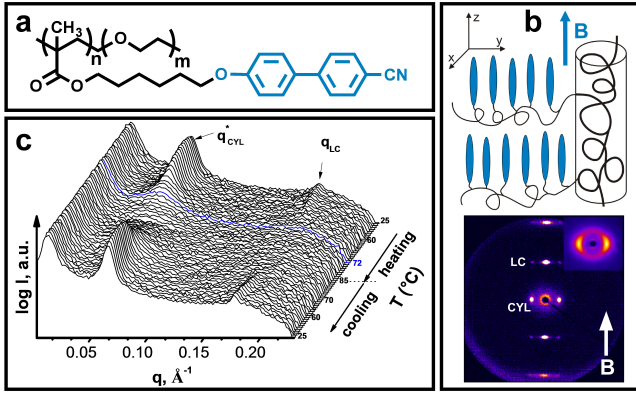 a
CH3
n
O
m
O
O
O
CN
b
z
y
x
B
c
q*CYL
qLC
log I, a.u.
0.05
0.10
0.15
0.20
q, Å-1
25
60
72
85
70
60
25
heating
cooling
T (°C)
LC
CYL
B